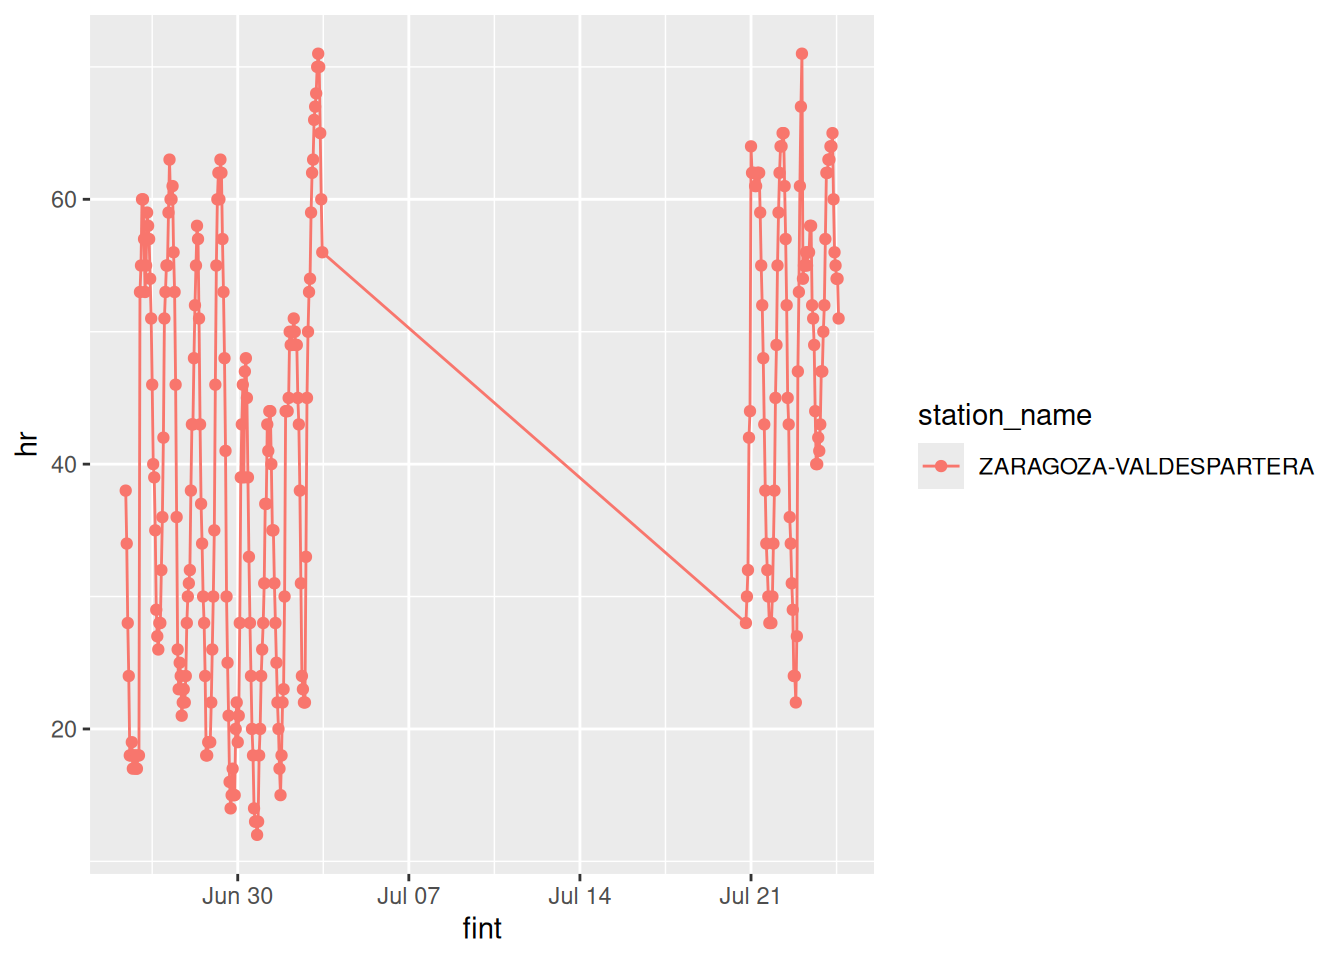 60
40
20
hr
Jun 30
Jul 07
Jul 14
Jul 21
fint
station_name
ZARAGOZA-VALDESPARTERA